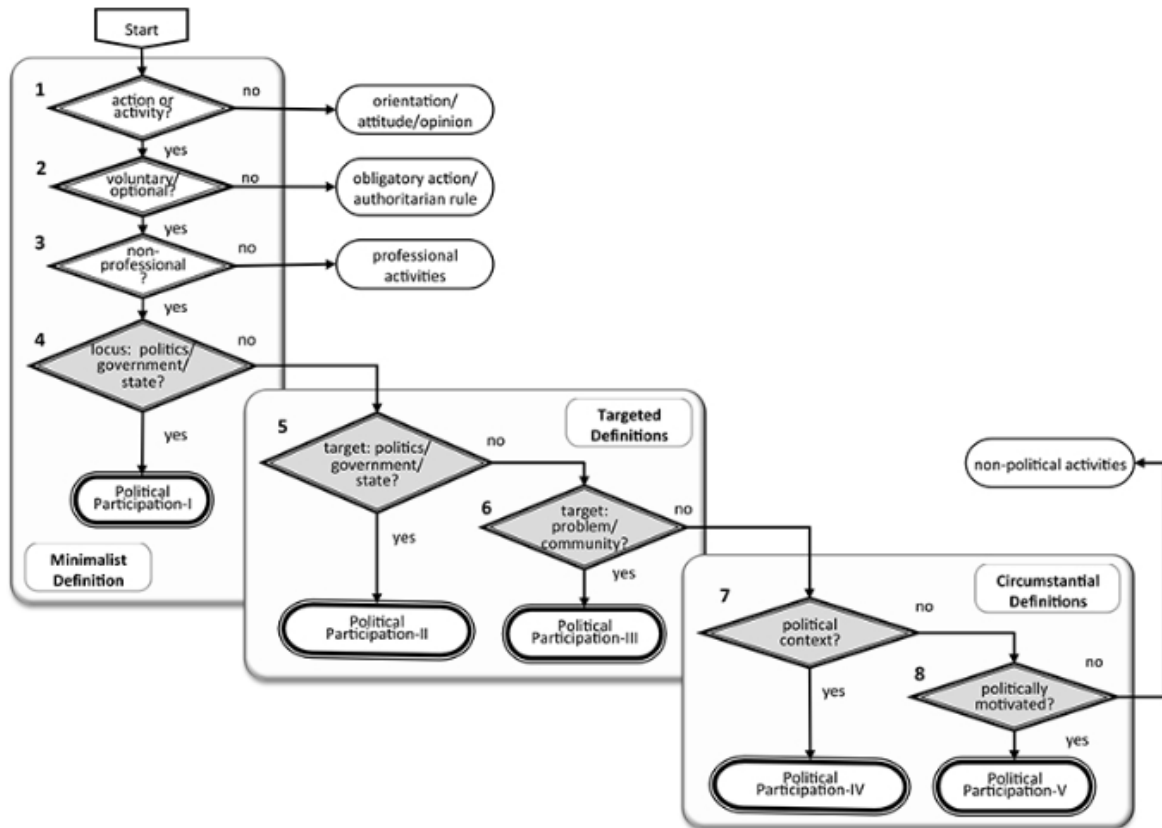 Start
1
action or
activity?
no
orientation/
attitude/opinion
yes
2
voluntary/
optional?
no
obligatory action/
authoritarian rule
yes
3
non-
professional
?
no
professional
activities
yes
4
locus: politics/
government/
state?
no
yes
Political
Participation-I
Minimalist
Definition
Targeted
Definitions
5
target: politics/
government/
state?
no
yes
Political
Participation-II
6
target:
problem/
community?
no
yes
Political
Participation-III
non-political activities
Circumstantial
Definitions
7
political
context?
no
yes
Political
Participation-IV
8
politically
motivated?
no
yes
Political
Participation-V